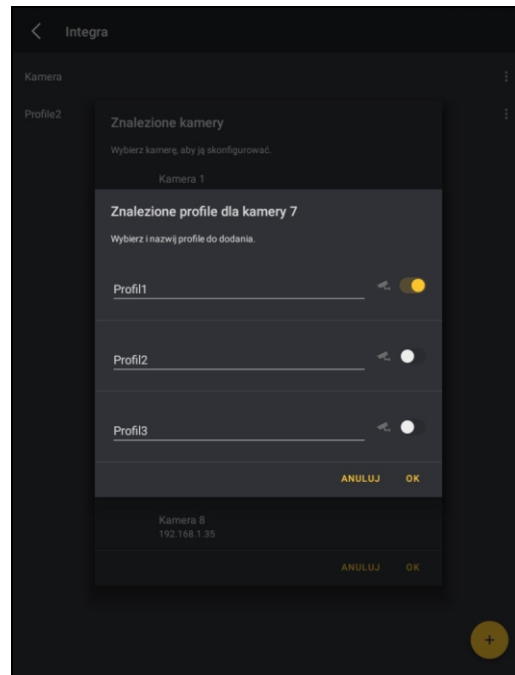 Integra
Kamera
Profile2
Znalezione kamery
Wybierz kamerę, aby ją skonfigurować.
Kamera 1
Znalezione profile dla kamery 7
Wybierz i nazwij profile do dodania.
Profil1
Profil2
Profil3
ANULUJ OK
Kamera 8
192.168.1.35
ANULUJ OK
+